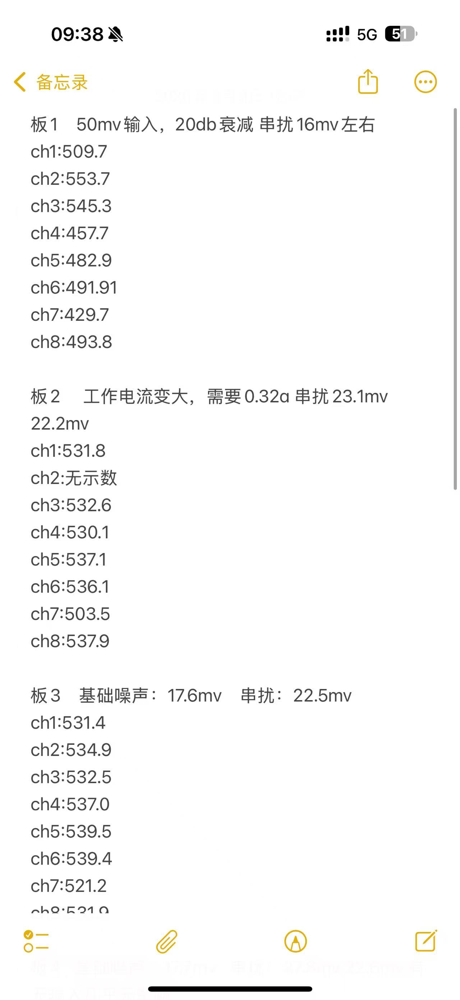 09:38
5G
51
备忘录
板1 50mv输入，20db衰减 串扰16mv左右
ch1:509.7
ch2:553.7
ch3:545.3
ch4:457.7
ch5:482.9
ch6:491.91
ch7:429.7
ch8:493.8
板2 工作电流变大，需要0.32a 串扰23.1mv
22.2mv
ch1:531.8
ch2:无示数
ch3:532.6
ch4:530.1
ch5:537.1
ch6:536.1
ch7:503.5
ch8:537.9
板3 基础噪声：17.6mv 串扰：22.5mv
ch1:531.4
ch2:534.9
ch3:532.5
ch4:537.0
ch5:539.5
ch6:539.4
ch7:521.2
ch8:531.9